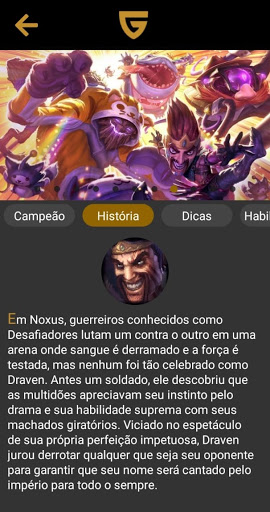 Campeão
História
Dicas
Habi
Em Noxus, guerreiros conhecidos como
Desafiadores lutam um contra o outro em uma
arena onde sangue é derramado e a força é
testada, mas nenhum foi tão celebrado como
Draven. Antes um soldado, ele descobriu que
as multidões apreciavam seu instinto pelo
drama e sua habilidade suprema com seus
machados giratórios. Viciado no espetáculo
de sua própria perfeição impetuosa, Draven
jurou derrotar qualquer que seja seu oponente
para garantir que seu nome será cantado pelo
império para todo o sempre.